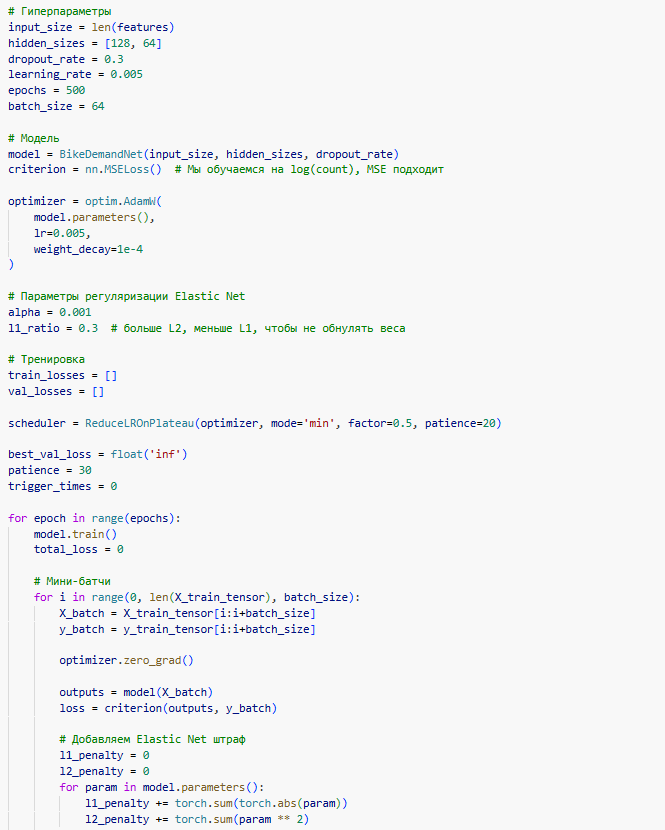 # Гиперпараметры
input_size = len(features)
hidden_sizes = [128, 64]
dropout_rate = 0.3
learning_rate = 0.005
epochs = 500
batch_size = 64
# Модель
model = BikeDemandNet(input_size, hidden_sizes, dropout_rate)
criterion = nn.MSELoss()  # Мы обучаемся на log(count), MSE подходит
optimizer = optim.AdamW(
    model.parameters(),
    lr=0.005,
    weight_decay=1e-4
)
# Параметры регуляризации Elastic Net
alpha = 0.001
l1_ratio = 0.3  # больше L2, меньше L1, чтобы не обнулять веса
# Тренировка
train_losses = []
val_losses = []
scheduler = ReduceLROnPlateau(optimizer, mode='min', factor=0.5, patience=20)
best_val_loss = float('inf')
patience = 30
trigger_times = 0
for epoch in range(epochs):
    model.train()
    total_loss = 0
    # Мини-батчи
    for i in range(0, len(X_train_tensor), batch_size):
        X_batch = X_train_tensor[i:i+batch_size]
        y_batch = y_train_tensor[i:i+batch_size]
        optimizer.zero_grad()
        outputs = model(X_batch)
        loss = criterion(outputs, y_batch)
        # Добавляем Elastic Net штраф
        l1_penalty = 0
        l2_penalty = 0
        for param in model.parameters():
            l1_penalty += torch.sum(torch.abs(param))
            l2_penalty += torch.sum(param ** 2)